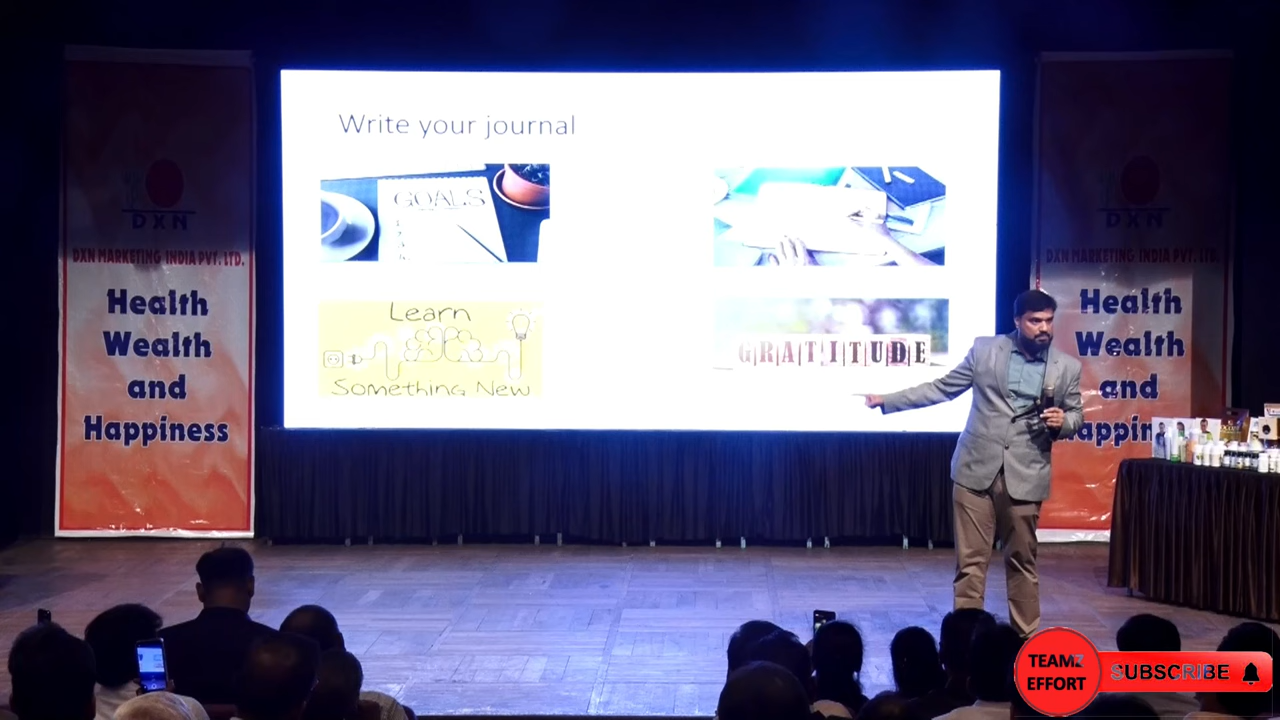 DXN
DXN MARKETING INDIA PVT. LTD.
Health
Wealth
and
Happiness
Write your journal
GOALS
Learn
Something New
GRATITUDE
DXN
DXN MARKETING INDIA PVT. LTD.
Health
Wealth
and
TEAMZ
EFFORT
SUBSCRIBE